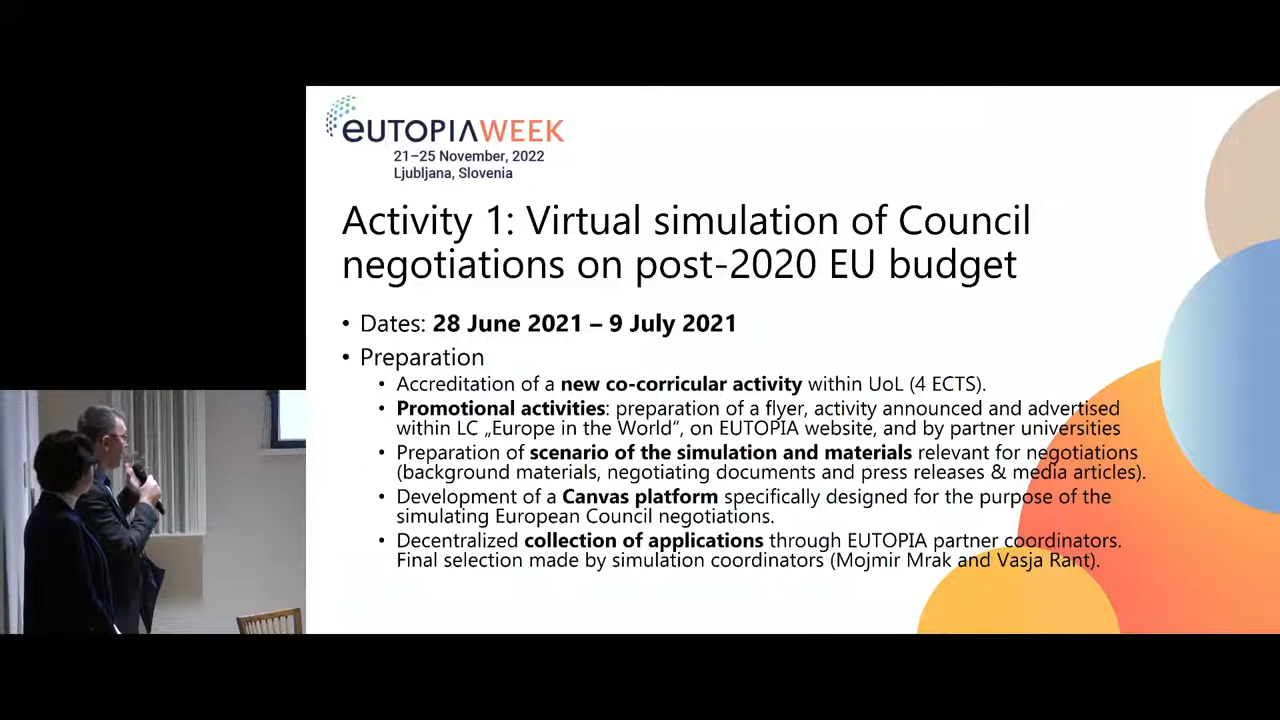 eUTOPIAWEEK
21–25 November, 2022
Ljubljana, Slovenia
Activity 1: Virtual simulation of Council
negotiations on post-2020 EU budget
• Dates: 28 June 2021 – 9 July 2021
• Preparation
• Accreditation of a new co-corricular activity within UoL (4 ECTS).
• Promotional activities: preparation of a flyer, activity announced and advertised
within LC „Europe in the World“, on EUTOPIA website, and by partner universities
• Preparation of scenario of the simulation and materials relevant for negotiations
(background materials, negotiating documents and press releases & media articles).
• Development of a Canvas platform specifically designed for the purpose of the
simulating European Council negotiations.
• Decentralized collection of applications through EUTOPIA partner coordinators.
Final selection made by simulation coordinators (Mojmir Mrak and Vasja Rant).